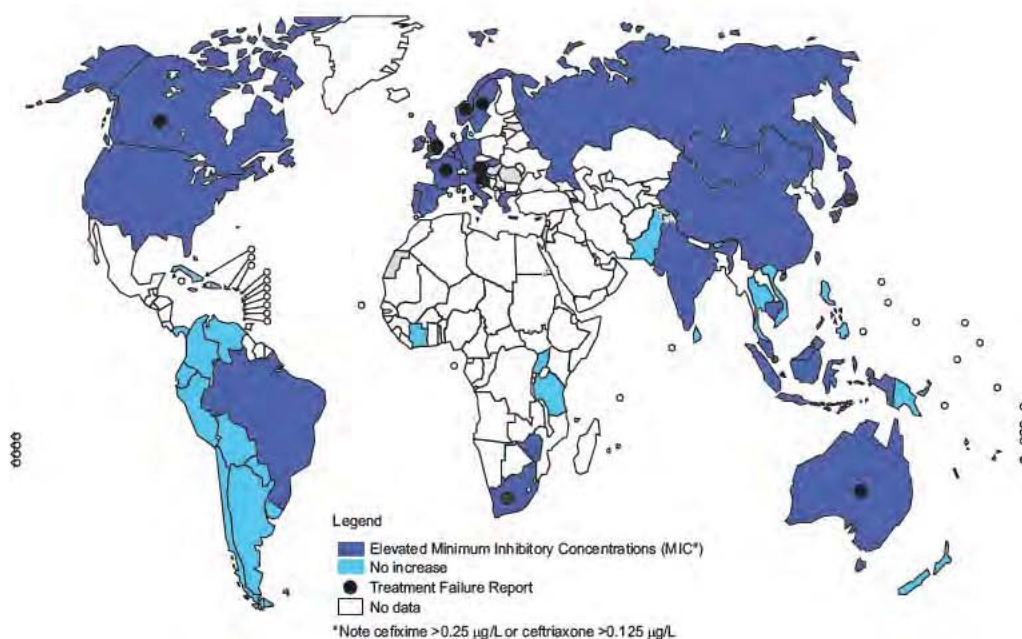 Legend
Elevated Minimum Inhibitory Concentrations (MIC*)
No increase
Treatment Failure Report
No data
*Note cefixime >0.25 µg/L or ceftriaxone >0.125 µg/L